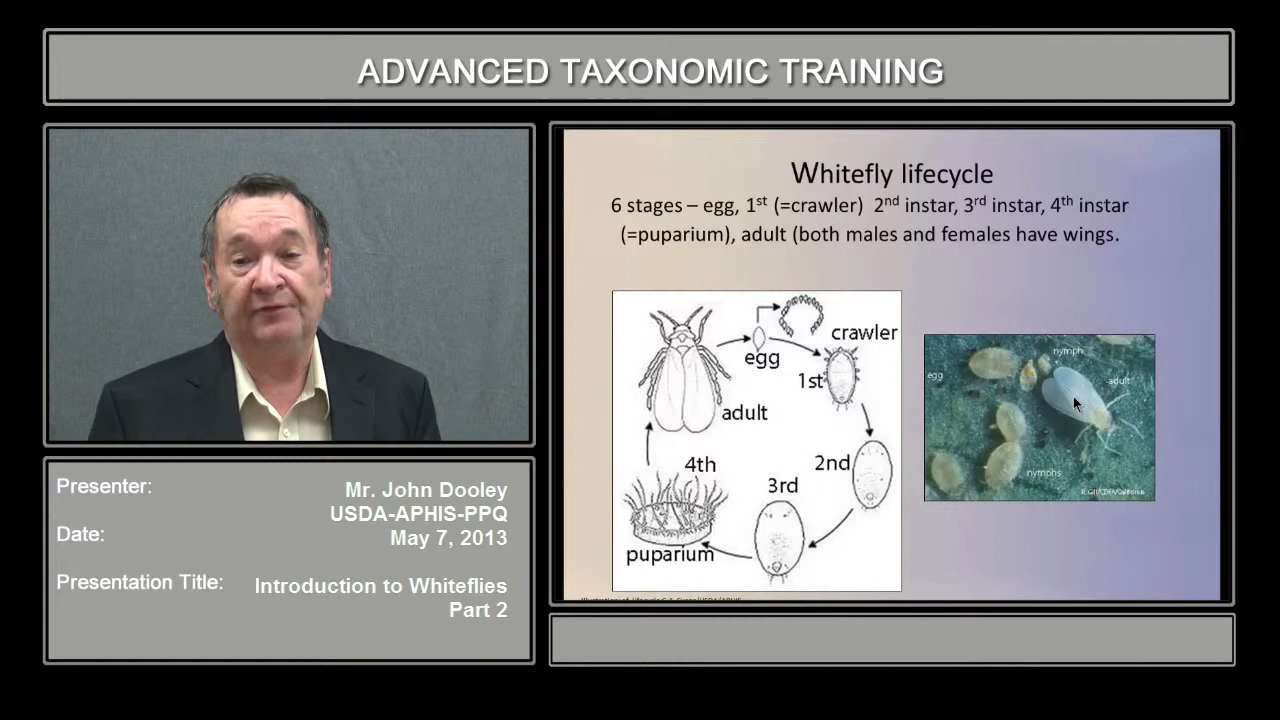 ADVANCED TAXONOMIC TRAINING
Whitefly lifecycle
6 stages – egg, 1st (=crawler) 2nd instar, 3rd instar, 4th instar
(=puparium), adult (both males and females have wings.
crawler
egg
1st
adult
2nd
4th
3rd
puparium
nymph
egg
adult
nymphs
Presenter:
Mr. John Dooley
USDA-APHIS-PPQ
Date:
May 7, 2013
Presentation Title:
Introduction to Whiteflies
Part 2